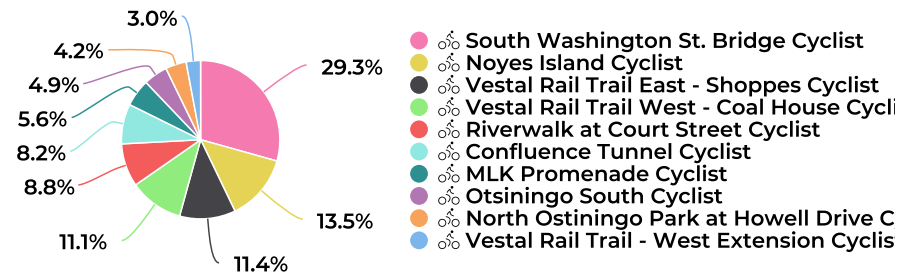 3.0%
4.2%
4.9%
5.6%
8.2%
8.8%
11.1%
11.4%
13.5%
29.3%
South Washington St. Bridge Cyclist
Noyes Island Cyclist
Vestal Rail Trail East - Shoppes Cyclist
Vestal Rail Trail West - Coal House Cycli
Riverwalk at Court Street Cyclist
Confluence Tunnel Cyclist
MLK Promenade Cyclist
Otsiningo South Cyclist
North Ostiningo Park at Howell Drive C
Vestal Rail Trail - West Extension Cyclis